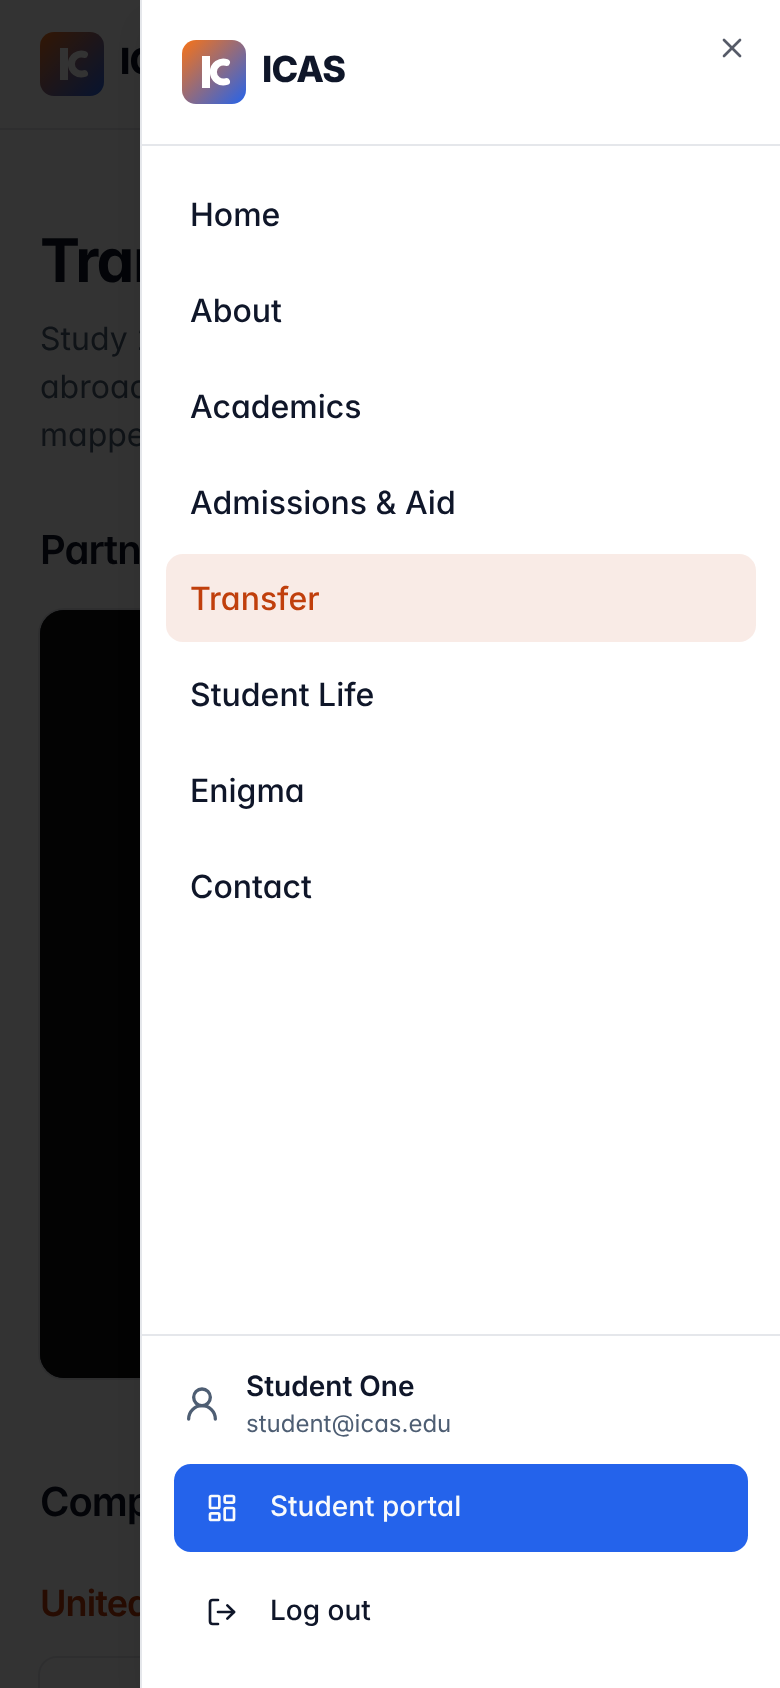 ICAS
Home
About
Academics
Admissions & Aid
Transfer
Student Life
Enigma
Contact
Student One
student@icas.edu
Student portal
Log out
Study